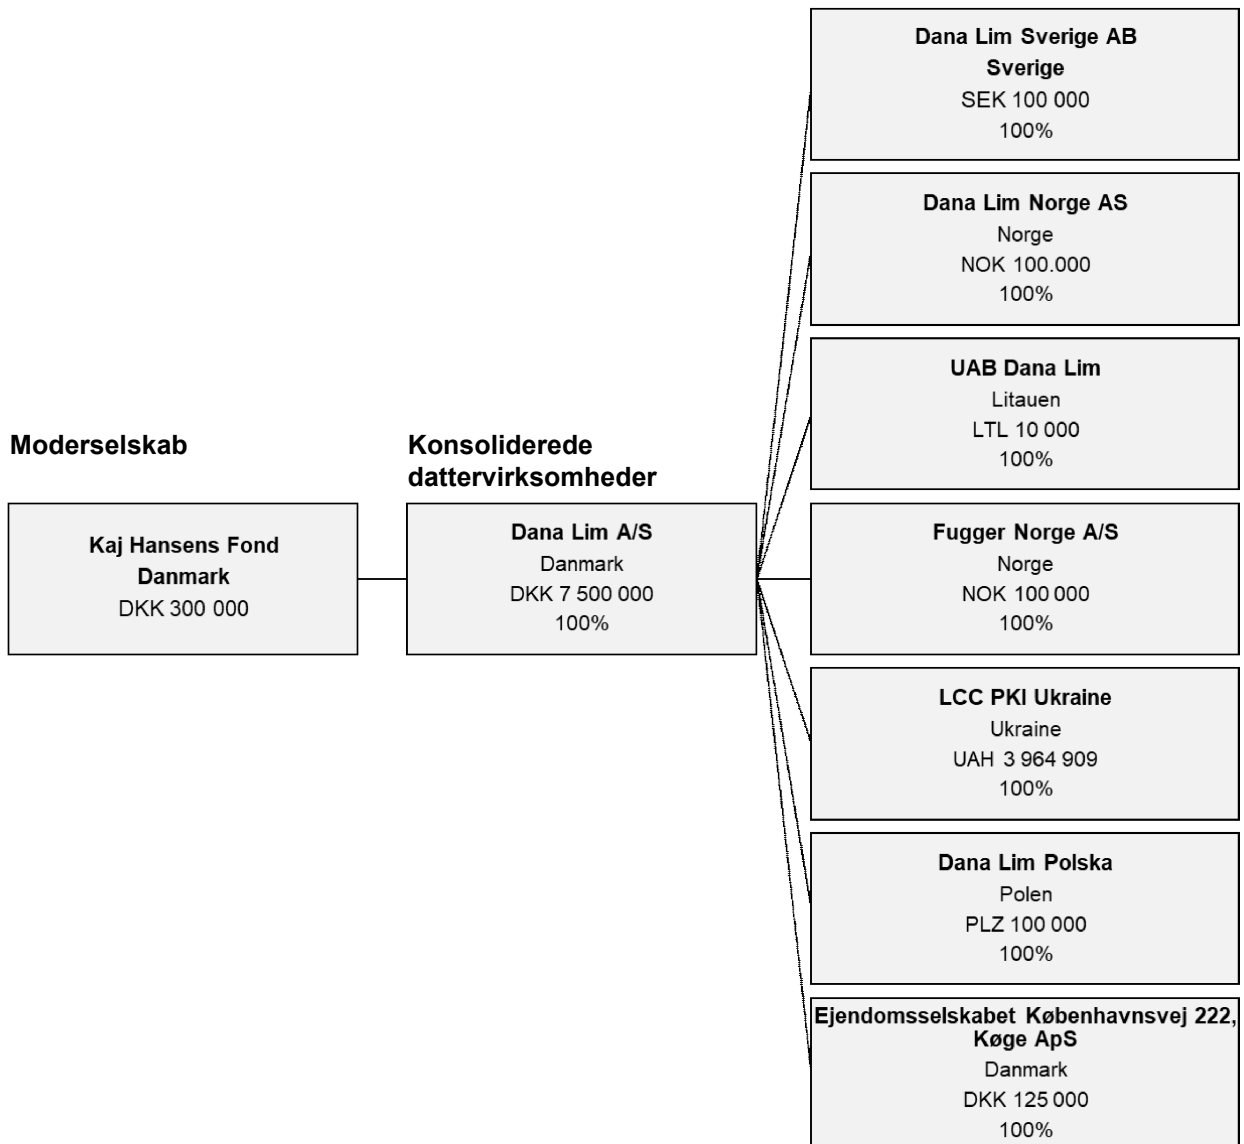 Moderselskab
Kaj Hansens Fond
Danmark
DKK 300 000
Konsoliderede
dattervirksomheder
Dana Lim A/S
Danmark
DKK 7 500 000
100%
Dana Lim Sverige AB
Sverige
SEK 100 000
100%
Dana Lim Norge AS
Norge
NOK 100.000
100%
UAB Dana Lim
Litauen
LTL 10 000
100%
Fugger Norge A/S
Norge
NOK 100 000
100%
LCC PKI Ukraine
Ukraine
UAH 3 964 909
100%
Dana Lim Polska
Polen
PLZ 100 000
100%
Ejendomsselskabet Københavnsvej 222,
Køge ApS
Danmark
DKK 125 000
100%